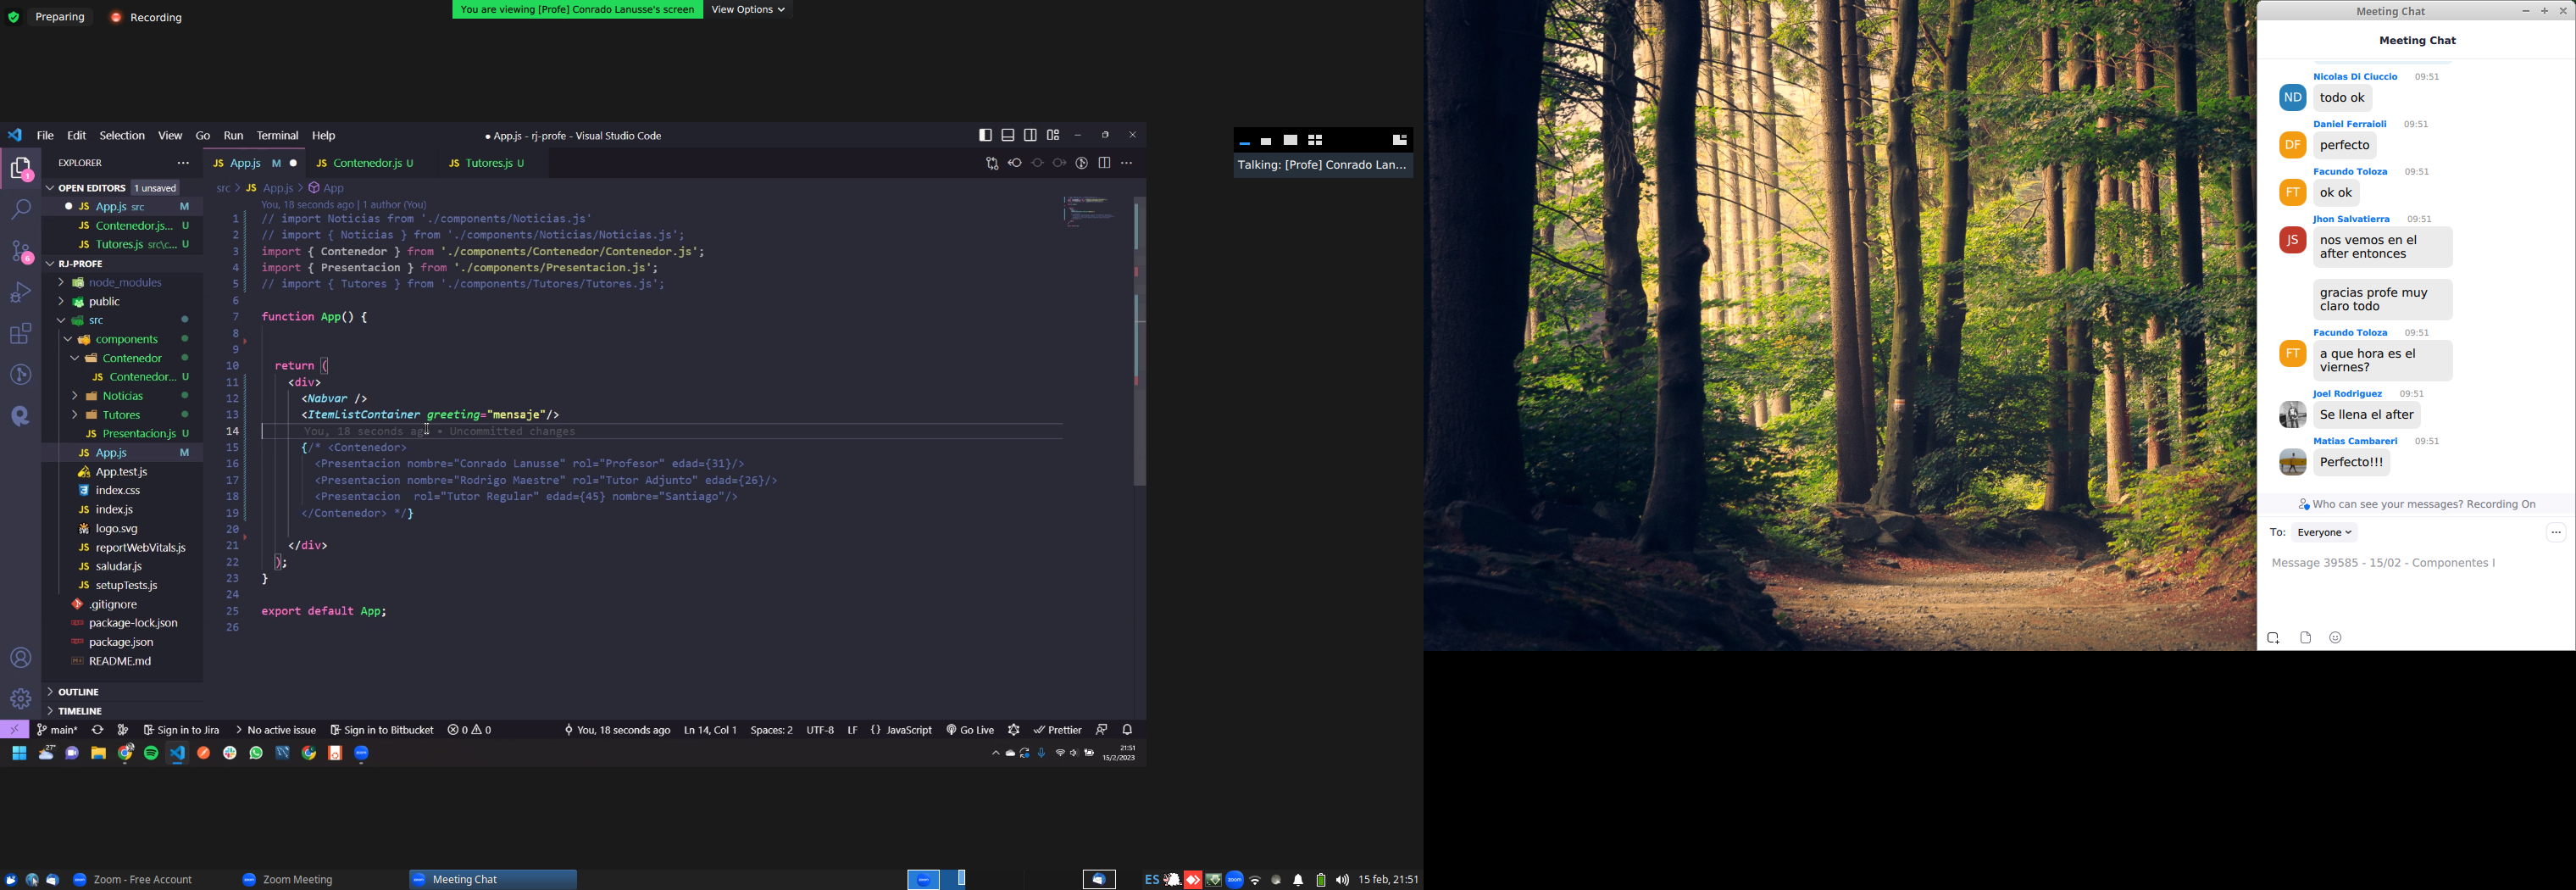 Preparing
Recording
You are viewing [Profe] Conrado Lanusse's screen
View Options
File Edit Selection View Go Run Terminal Help
● App.js - rj-profe - Visual Studio Code
EXPLORER
OPEN EDITORS 1 unsaved
JS App.js src M
JS Contenedor.js... U
JS Tutores.js src\c... U
RJ-PROFE
node_modules
public
src
components
Contenedor
JS Contenedor... U
Noticias
Tutores
JS Presentacion.js U
JS App.js M
App.test.js
index.css
JS index.js
logo.svg
JS reportWebVitals.js
JS saludar.js
JS setupTests.js
.gitignore
package-lock.json
package.json
README.md
OUTLINE
TIMELINE
JS App.js M ●
JS Contenedor.js U
JS Tutores.js U
src > JS App.js > App
You, 18 seconds ago | 1 author (You)
1 // import Noticias from './components/Noticias.js'
2 // import { Noticias } from './components/Noticias/Noticias.js';
3 import { Contenedor } from './components/Contenedor/Contenedor.js';
4 import { Presentacion } from './components/Presentacion.js';
5 // import { Tutores } from './components/Tutores/Tutores.js';
6
7 function App() {
8
9
10 return (
11 <div>
12 <Nabvar />
13 <ItemListContainer greeting="mensaje"/>
14 You, 18 seconds ago • Uncommitted changes
15 {/* <Contenedor>
16 <Presentacion nombre="Conrado Lanusse" rol="Profesor" edad={31}/>
17 <Presentacion nombre="Rodrigo Maestre" rol="Tutor Adjunto" edad={26}/>
18 <Presentacion  rol="Tutor Regular" edad={45} nombre="Santiago"/>
19 </Contenedor> */}
20
21 </div>
22 );
23 }
24
25 export default App;
26
main* Sign in to Jira No active issue Sign in to Bitbucket 0 0 You, 18 seconds ago Ln 14, Col 1 Spaces: 2 UTF-8 LF {} JavaScript Go Live Prettier
27°
21:51
15/2/2023
Talking: [Profe] Conrado Lan...
Meeting Chat
Meeting Chat
Nicolas Di Ciuccio 09:51
ND todo ok
Daniel Ferraioli 09:51
DF perfecto
Facundo Toloza 09:51
FT ok ok
Jhon Salvatierra 09:51
JS nos vemos en el
after entonces
gracias profe muy
claro todo
Facundo Toloza 09:51
FT a que hora es el
viernes?
Joel Rodriguez 09:51
Se llena el after
Matias Cambareri 09:51
Perfecto!!!
Who can see your messages? Recording On
To: Everyone
Message 39585 - 15/02 - Componentes I
Zoom - Free Account
Zoom Meeting
Meeting Chat
ES
zoom
15 feb, 21:51